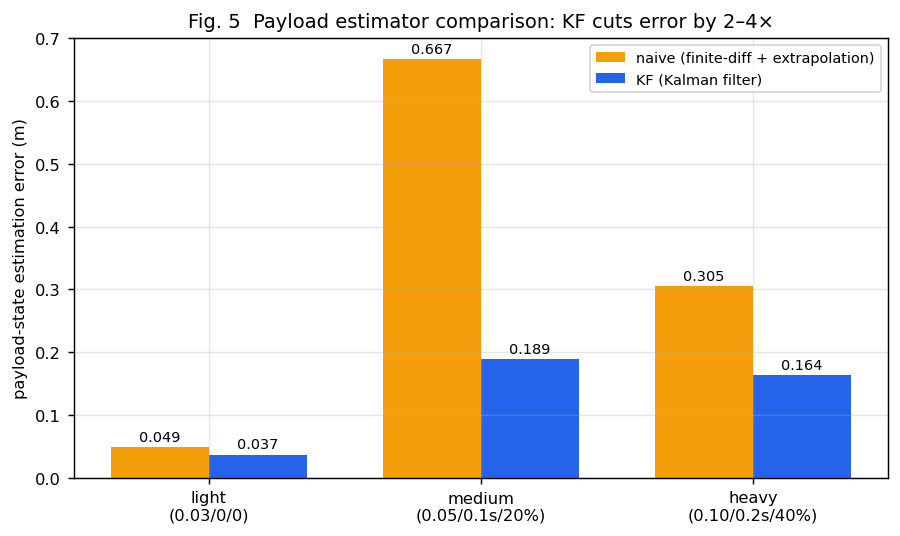 Fig. 5  Payload estimator comparison: KF cuts error by 2–4×
naive (finite-diff + extrapolation)
KF (Kalman filter)
payload-state estimation error (m)
0.7
0.6
0.5
0.4
0.3
0.2
0.1
0.0
0.049
0.037
0.667
0.189
0.305
0.164
light
(0.03/0/0)
medium
(0.05/0.1s/20%)
heavy
(0.10/0.2s/40%)